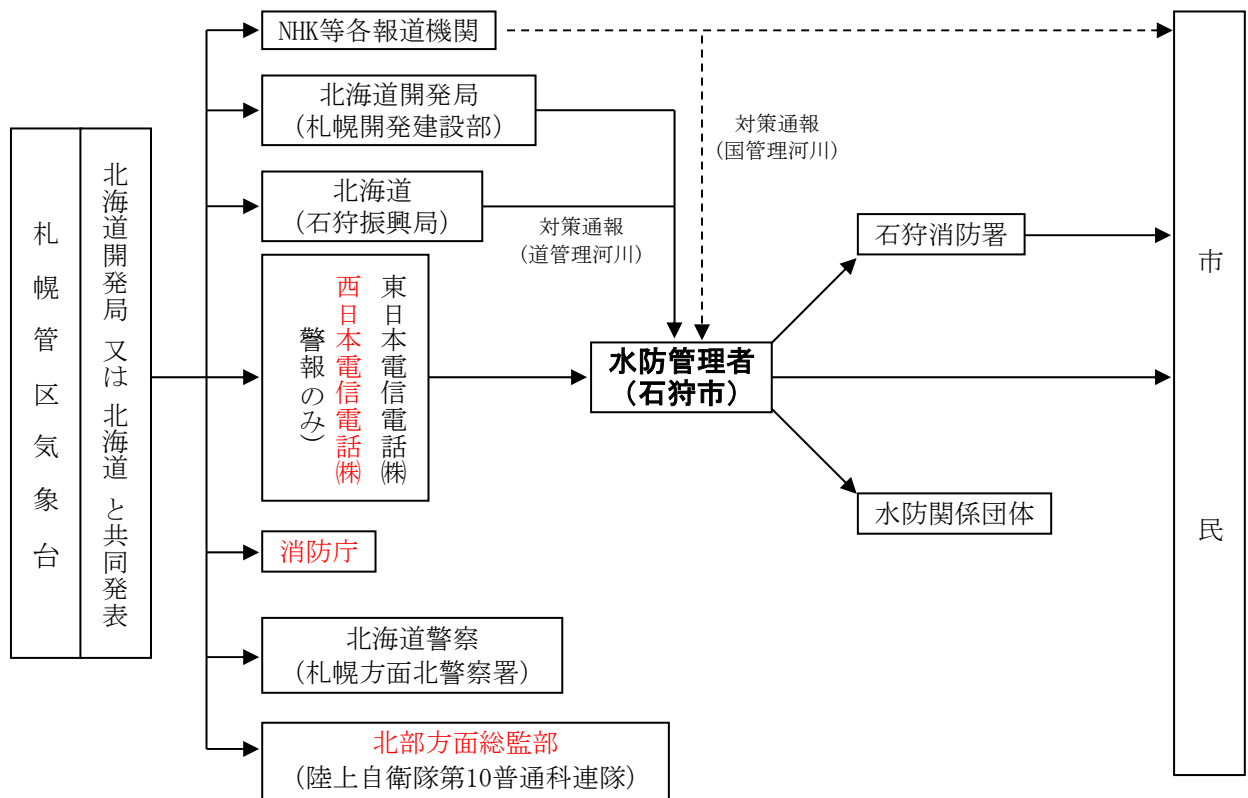 札幌管区気象台
北海道開発局 又は 北海道 と共同発表
NHK等各報道機関
北海道開発局
(札幌開発建設部)
北海道
(石狩振興局)
対策通報
(道管理河川)
対策通報
(国管理河川)
東日本電信電話㈱
西日本電信電話㈱
警報のみ)
消防庁
北海道警察
(札幌方面北警察署)
北部方面総監部
(陸上自衛隊第10普通科連隊)
水防管理者
(石狩市)
石狩消防署
水防関係団体
市民